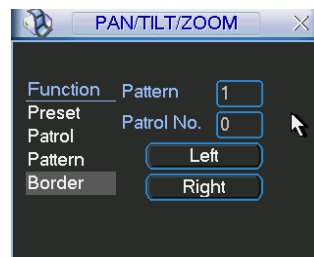 PAN/TILT/ZOOM
Function
Preset
Patrol
Pattern
Border
Pattern 1
Patrol No. 0
Left
Right